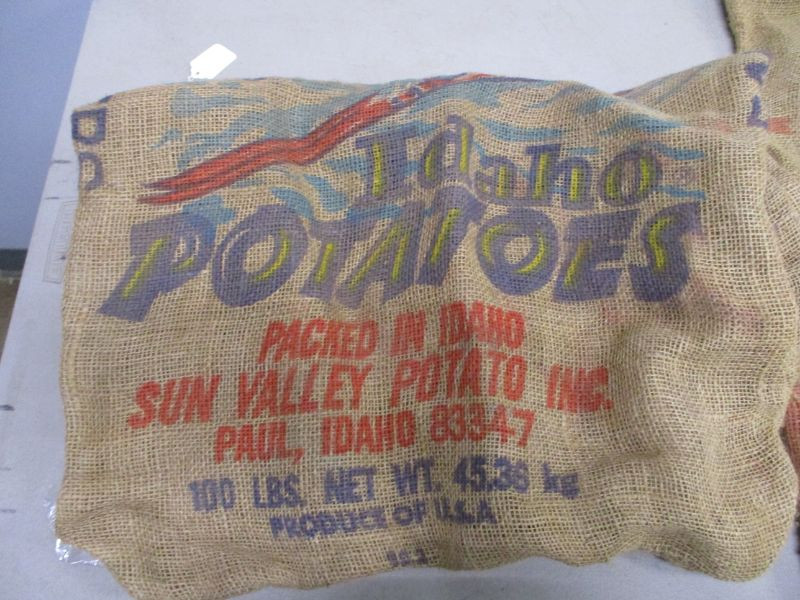 Idaho
POTATOES
PACKED IN IDAHO
SUN VALLEY POTATO INC.
PAUL, IDAHO 83347
100 LBS. NET WT. 45.36 kg
PRODUCE OF U.S.A